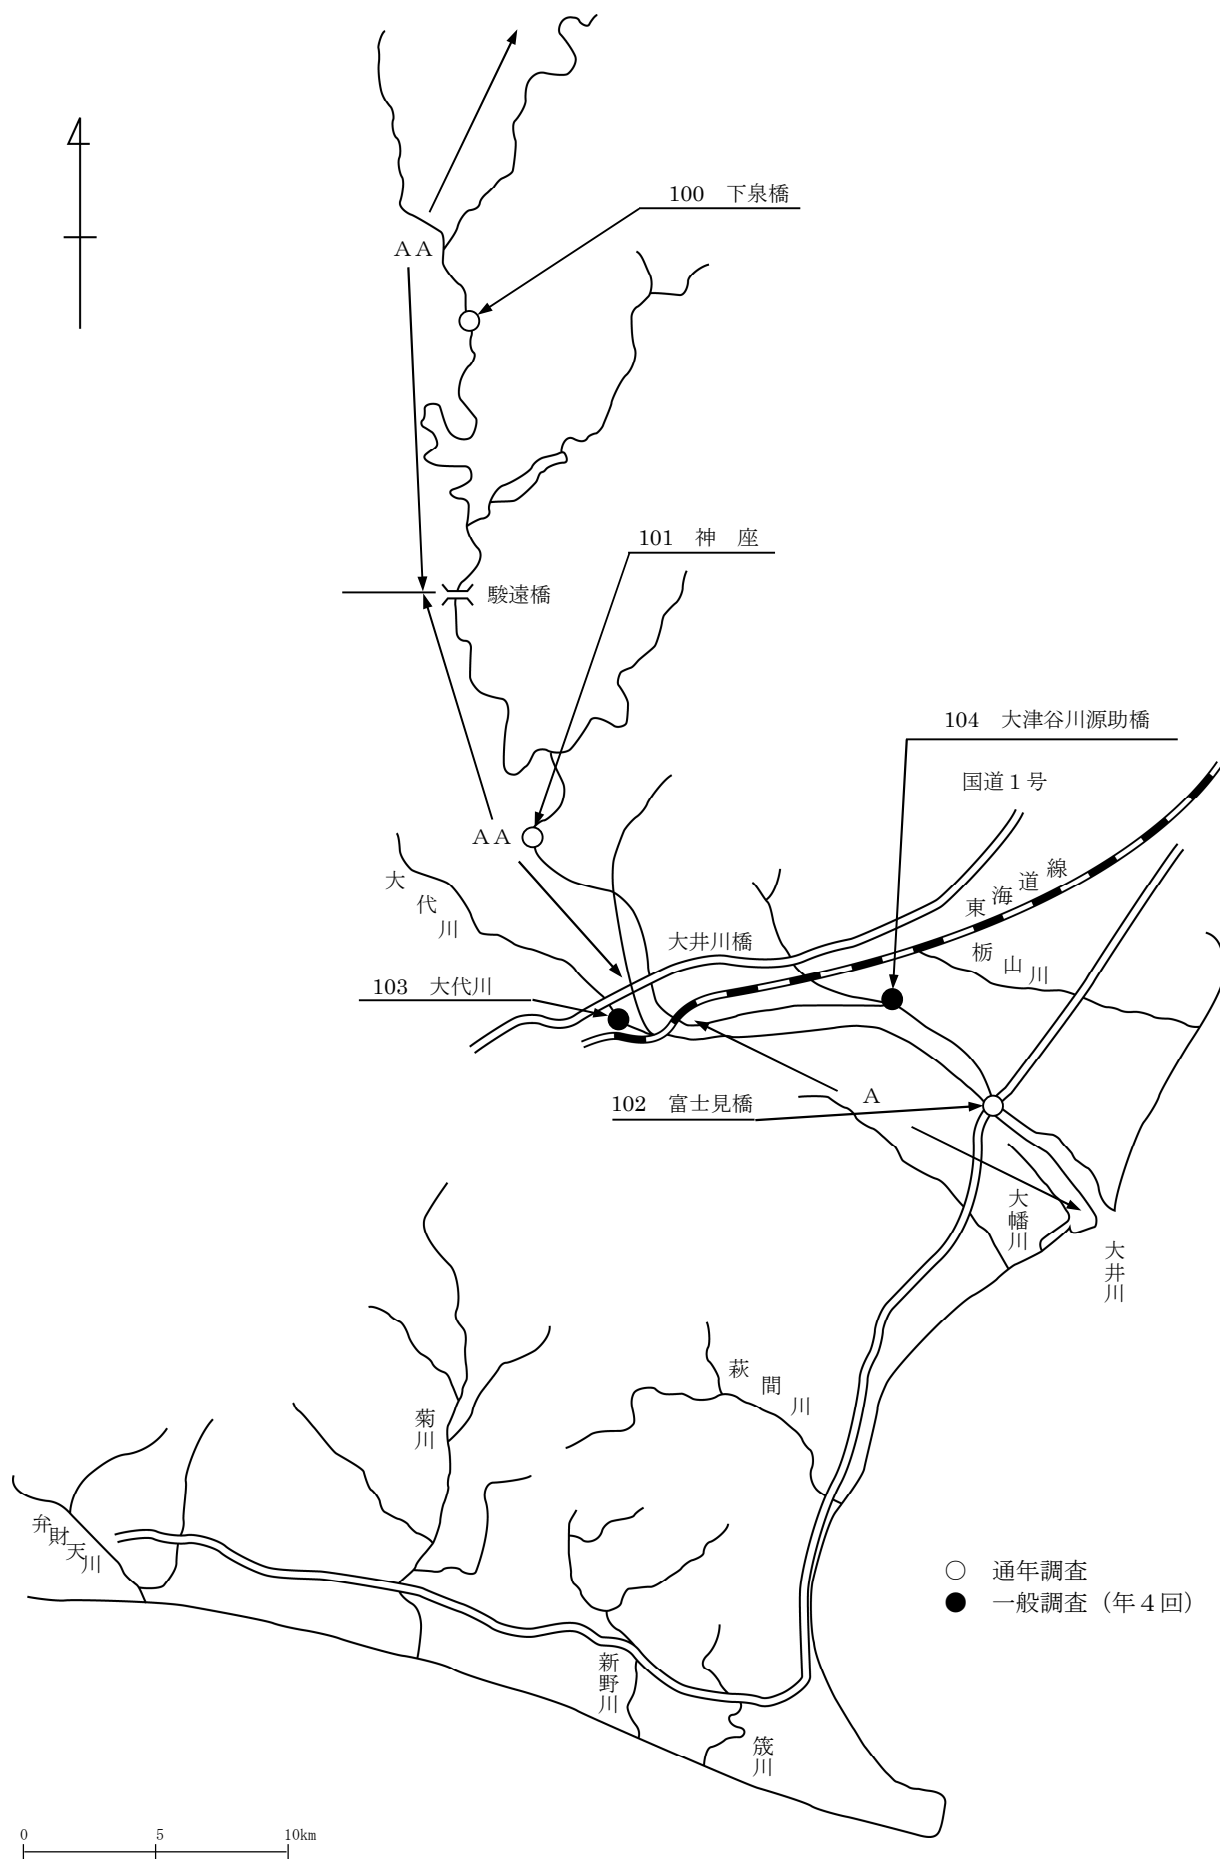 100 下泉橋
ＡＡ
101 神 座
駿遠橋
104 大津谷川源助橋
国道１号
ＡＡ
大代川
東海道線
大井川橋
栃山川
103 大代川
Ａ
102 富士見橋
大幡川
大井川
萩間川
菊川
弁財天川
○ 通年調査
● 一般調査（年４回）
新野川
筬川
0 5 10km